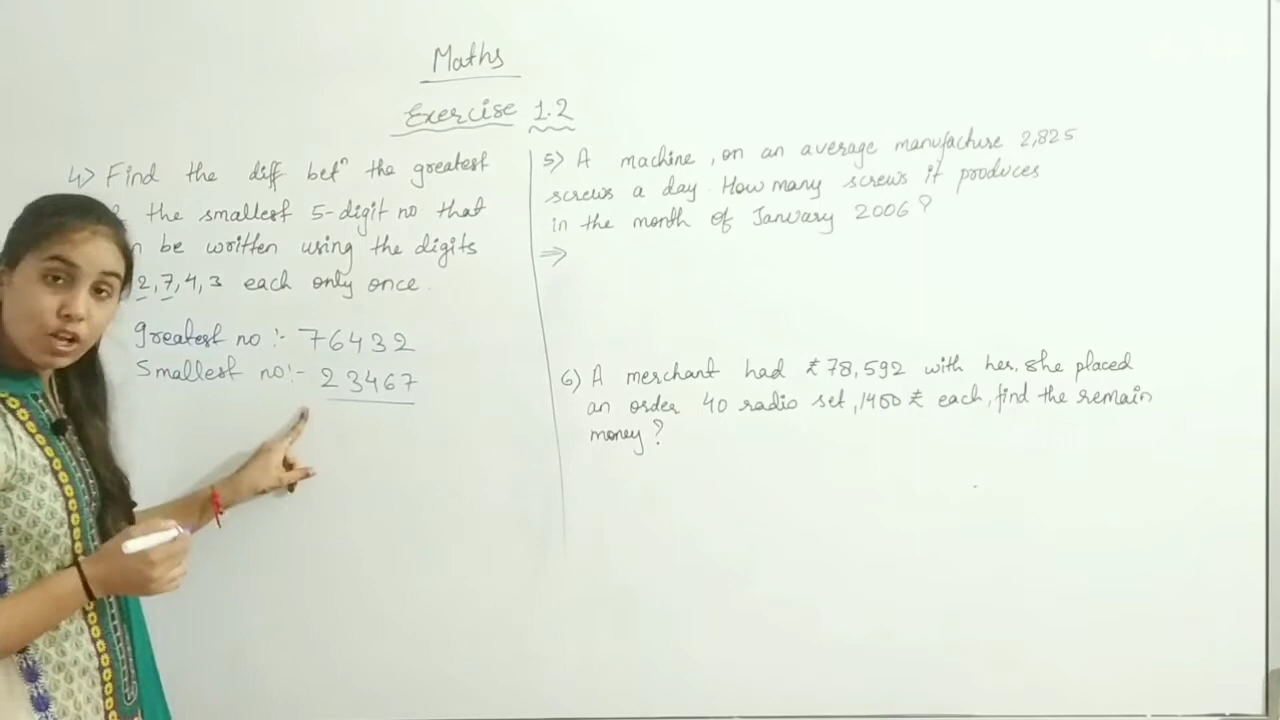 Maths
Exercise 1.2
4) Find the diff betⁿ the greatest
the smallest 5-digit no that
be written using the digits
2,7,4,3 each only once.
Greatest no :- 76432
Smallest no:- 23467
5) A machine, on an average manufacture 2,825
screws a day. How many screws it produces
in the month of January 2006?
⇒
6) A merchant had ₹78,592 with her, she placed
an order 40 radio set, 1400 ₹ each, find the remain
money?